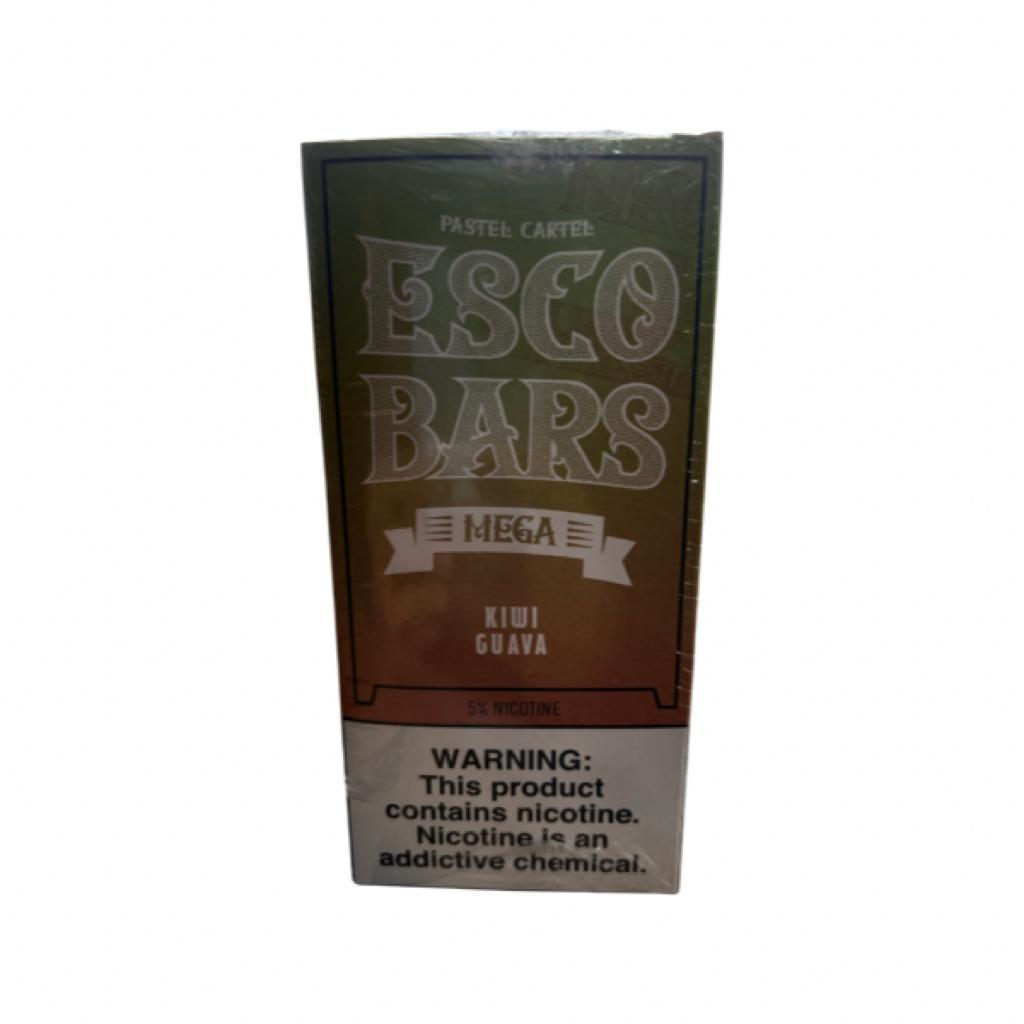 PASTEL CARTEL
ESCO
BARS
MEGA
KIWI
GUAVA
5% NICOTINE
WARNING:
This product
contains nicotine.
Nicotine is an
addictive chemical.